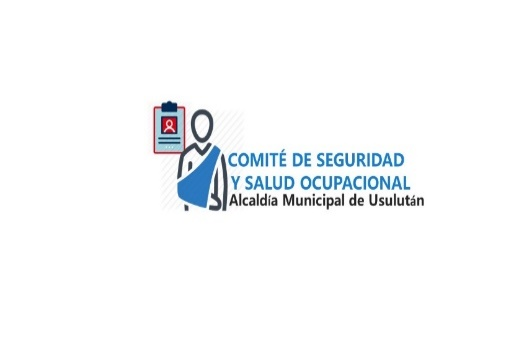 COMITÉ DE SEGURIDAD
Y SALUD OCUPACIONAL
Alcaldía Municipal de Usulután